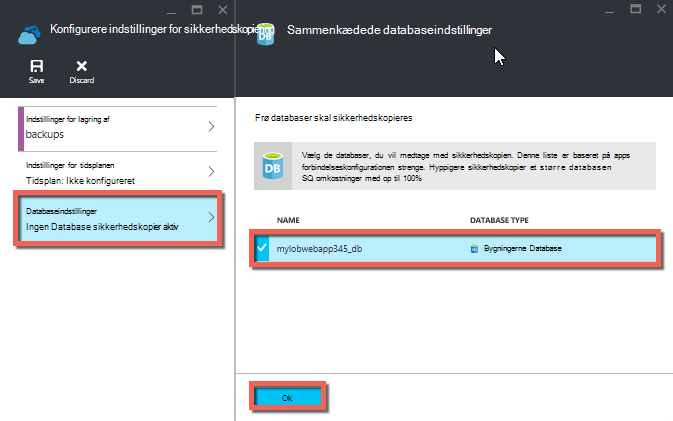 Konfigurere indstillinger for sikkerhedskopiering
Save
Discard
Indstillinger for lagring af
backups
Indstillinger for tidsplanen
Tidsplan: Ikke konfigureret
Databaseindstillinger
Ingen Database sikkerhedskopier aktiv
DB
Sammenkædede databaseindstillinger
Frø databaser skal sikkerhedskopieres
DB
Vælg de databaser, du vil medtage med sikkerhedskopien. Denne liste er baseret på apps
forbindelseskonfigurationen strenge. Hyppigere sikkerhedskopier et større databasen
SQ omkostninger med op til 100%
NAME DATABASE TYPE
mylobwebapp345_db Bygningerne Database
Ok